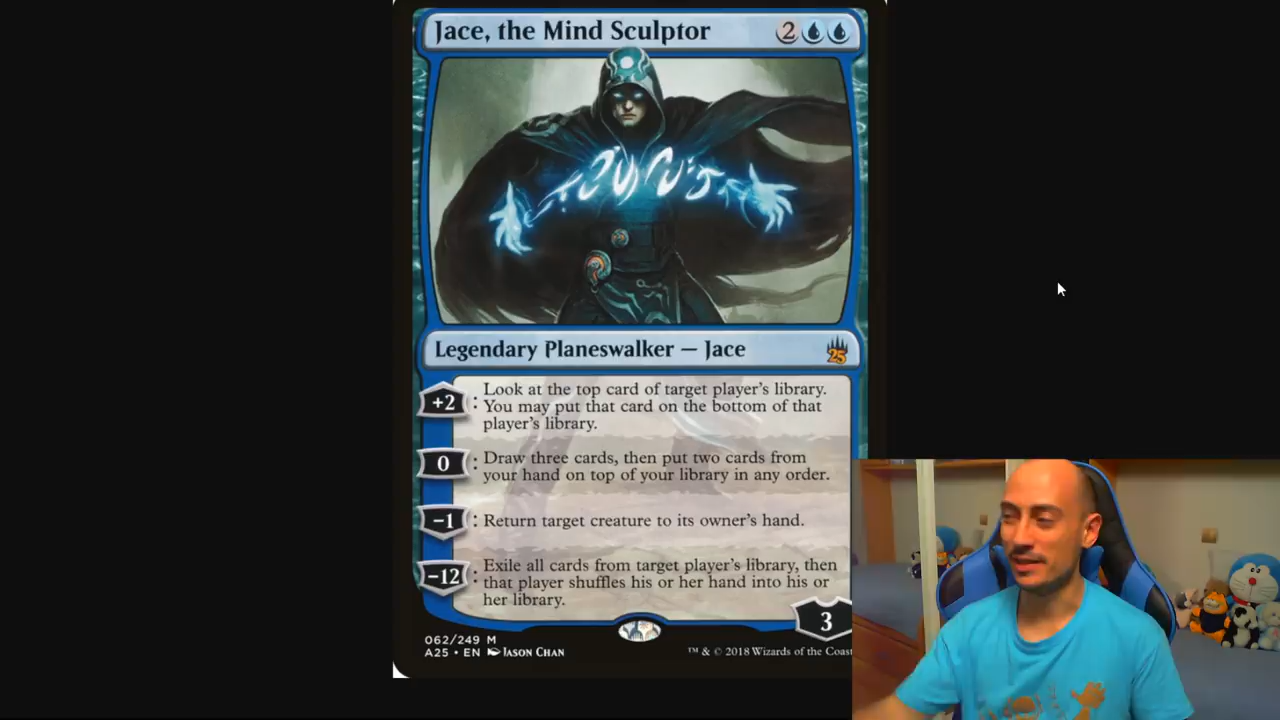 Jace, the Mind Sculptor 2
Legendary Planeswalker — Jace 25
+2 : Look at the top card of target player's library.
You may put that card on the bottom of that
player's library.
0 : Draw three cards, then put two cards from
your hand on top of your library in any order.
−1 : Return target creature to its owner's hand.
−12 : Exile all cards from target player's library, then
that player shuffles his or her hand into his or
her library.
3
062/249 M
A25 • EN JASON CHAN
™ & © 2018 Wizards of the Coast